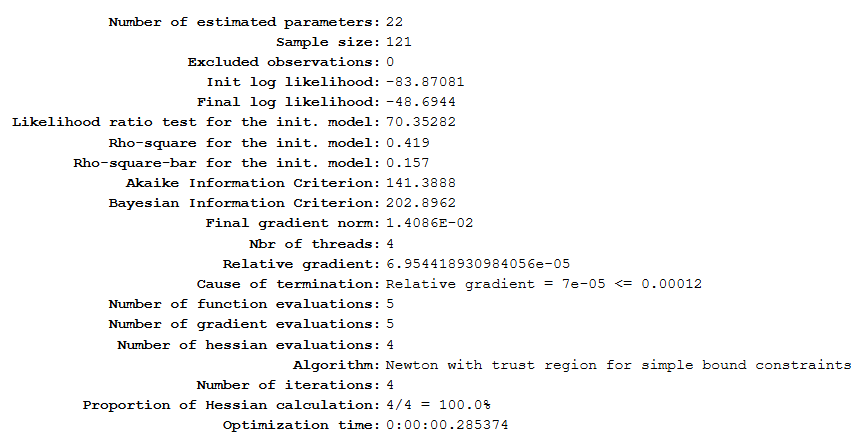 Number of estimated parameters: 22
Sample size: 121
Excluded observations: 0
Init log likelihood: -83.87081
Final log likelihood: -48.6944
Likelihood ratio test for the init. model: 70.35282
Rho-square for the init. model: 0.419
Rho-square-bar for the init. model: 0.157
Akaike Information Criterion: 141.3888
Bayesian Information Criterion: 202.8962
Final gradient norm: 1.4086E-02
Nbr of threads: 4
Relative gradient: 6.954418930984056e-05
Cause of termination: Relative gradient = 7e-05 <= 0.00012
Number of function evaluations: 5
Number of gradient evaluations: 5
Number of hessian evaluations: 4
Algorithm: Newton with trust region for simple bound constraints
Number of iterations: 4
Proportion of Hessian calculation: 4/4 = 100.0%
Optimization time: 0:00:00.285374